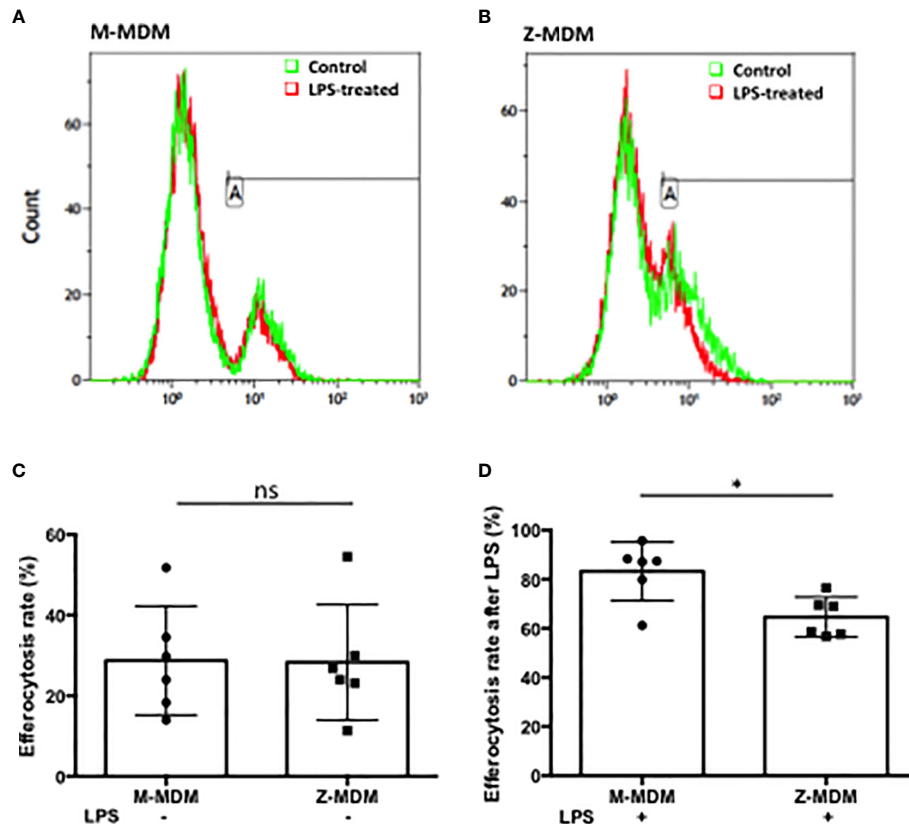 A
M-MDM
Control
LPS-treated
A
Count
60
40
20
0
10⁰ 10¹ 10² 10³
B
Z-MDM
Control
LPS-treated
A
60
40
20
0
10⁰ 10¹ 10² 10³
C
ns
Efferocytosis rate (%)
60
40
20
0
M-MDM Z-MDM
LPS - -
D
*
Efferocytosis rate after LPS (%)
100
80
60
40
20
0
M-MDM Z-MDM
LPS + +